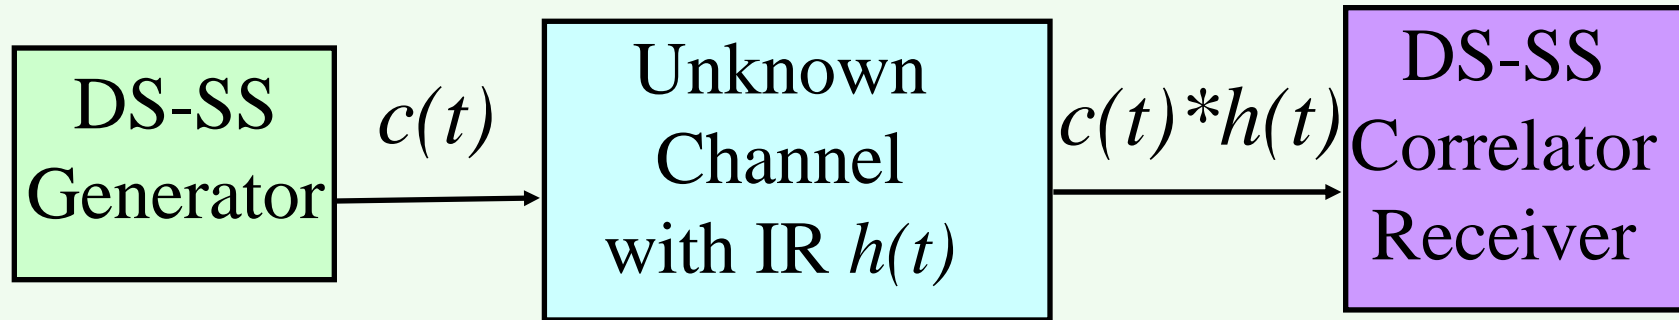 DS-SS
Generator
c(t)
Unknown
Channel
with IR h(t)
c(t)*h(t)
DS-SS
Correlator
Receiver